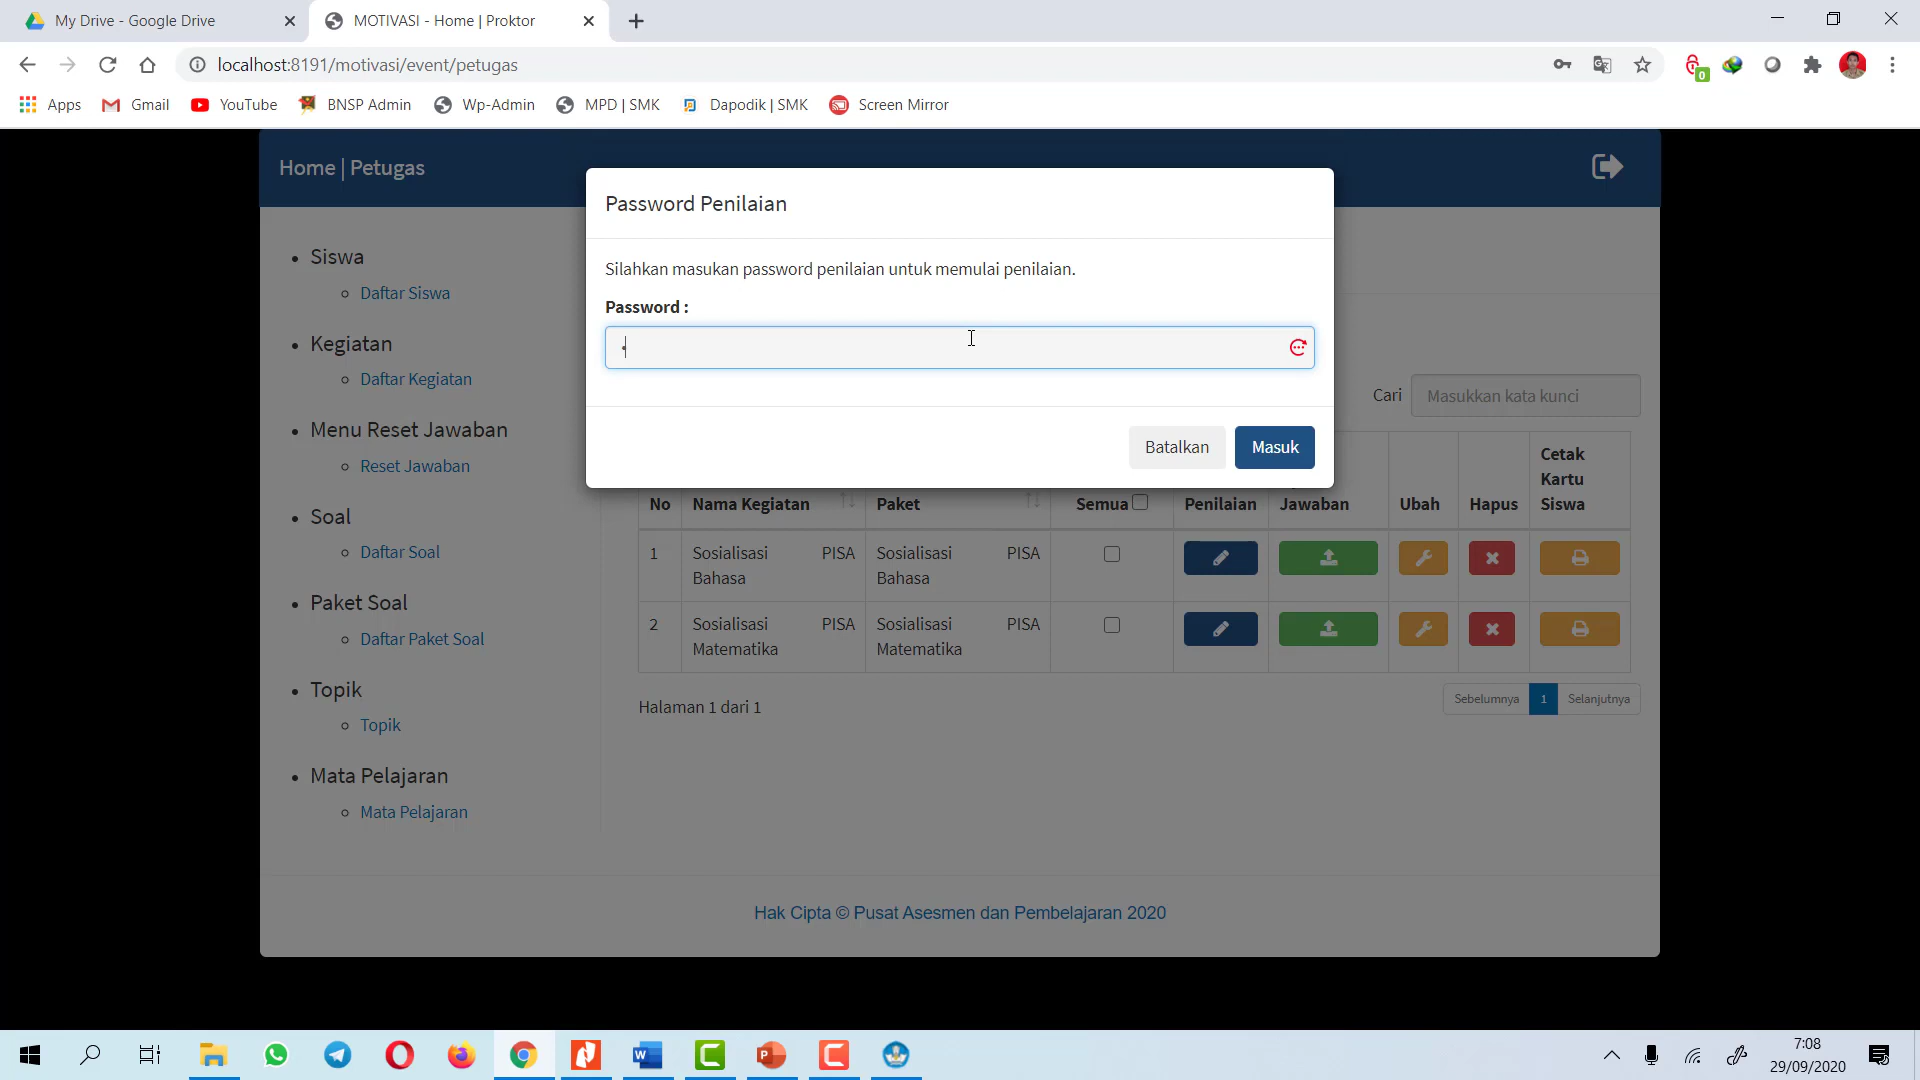 My Drive - Google Drive
MOTIVASI - Home | Proktor
localhost:8191/motivasi/event/petugas
0
Apps
Gmail
YouTube
BNSP Admin
Wp-Admin
MPD | SMK
Dapodik | SMK
Screen Mirror
Home | Petugas
Password Penilaian
Silahkan masukan password penilaian untuk memulai penilaian.
Password :
Batalkan
Masuk
Siswa
Daftar Siswa
Kegiatan
Daftar Kegiatan
Menu Reset Jawaban
Reset Jawaban
Soal
Daftar Soal
Paket Soal
Daftar Paket Soal
Topik
Topik
Mata Pelajaran
Mata Pelajaran
Cari
Masukkan kata kunci
No
Nama Kegiatan
Paket
Semua
Penilaian
Jawaban
Ubah
Hapus
Cetak
Kartu
Siswa
1
Sosialisasi PISA
Bahasa
Sosialisasi PISA
Bahasa
2
Sosialisasi PISA
Matematika
Sosialisasi PISA
Matematika
Halaman 1 dari 1
Sebelumnya
1
Selanjutnya
Hak Cipta © Pusat Asesmen dan Pembelajaran 2020
7:08
29/09/2020